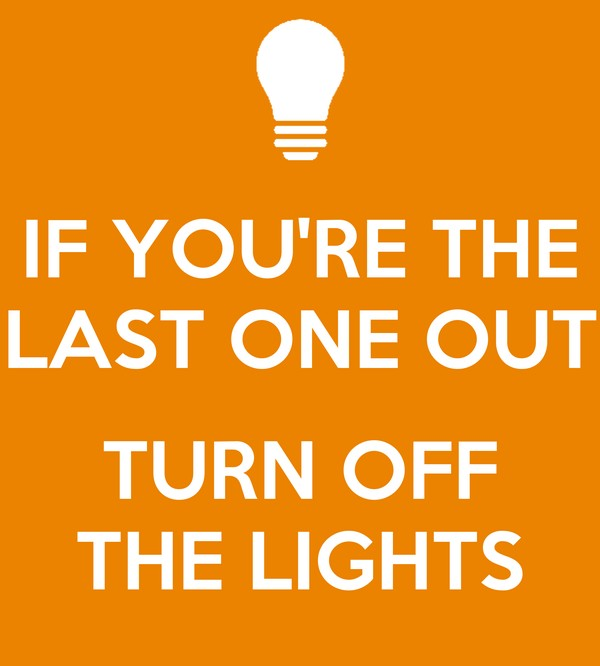 IF YOU'RE THE
LAST ONE OUT
TURN OFF
THE LIGHTS